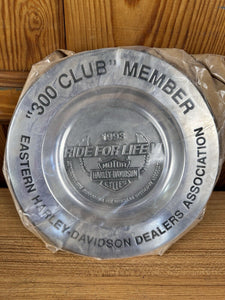 "300 CLUB" MEMBER
1993
RIDE FOR LIFE
HARLEY-DAVIDSON
EASTERN HARLEY-DAVIDSON DEALERS ASSOCIATION